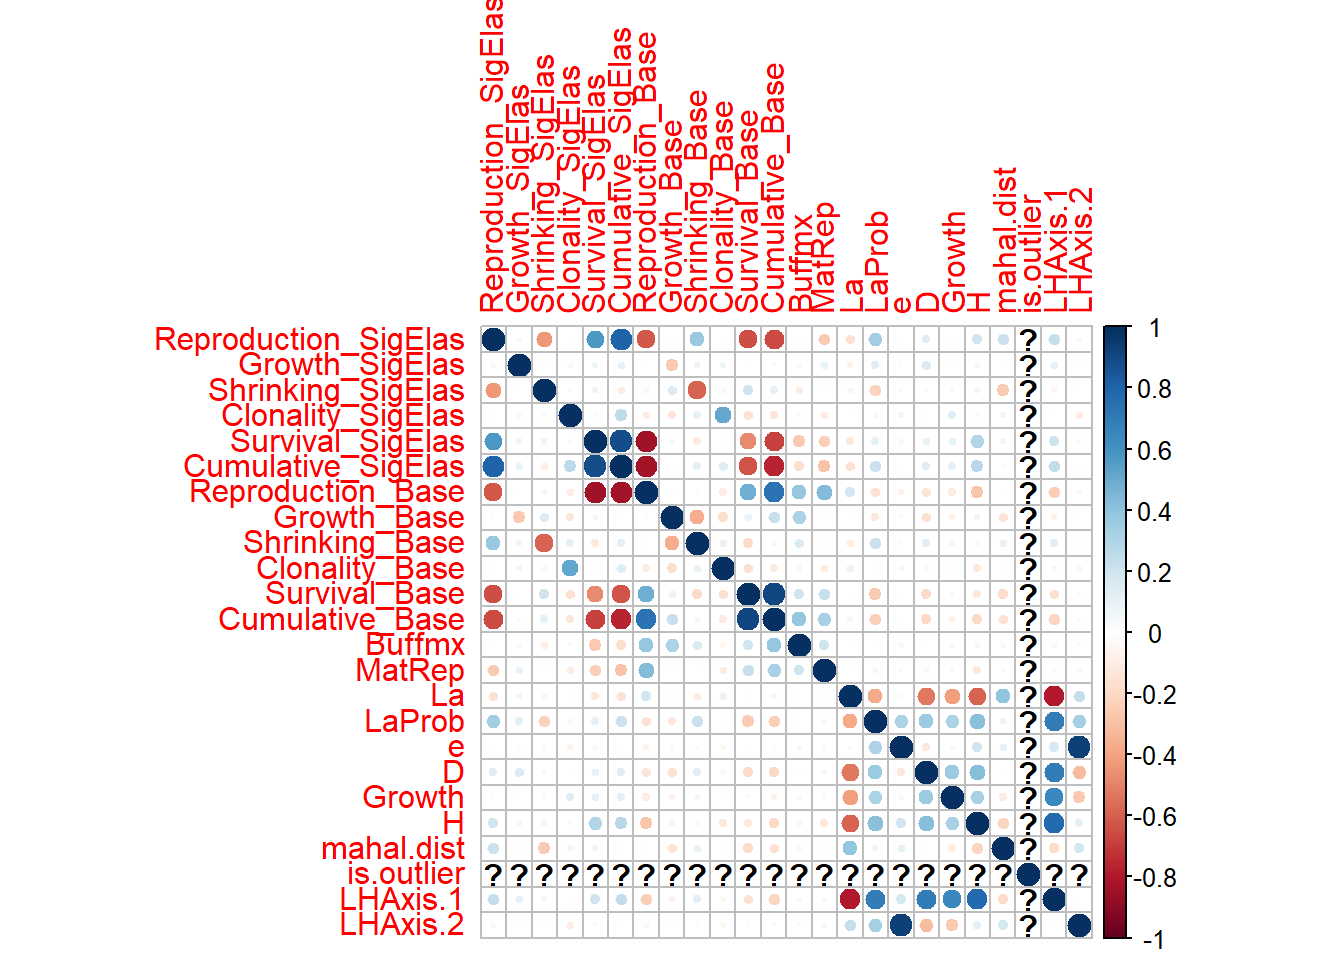 Reproduction_SigElas
Growth_SigElas
Shrinking_SigElas
Clonality_SigElas
Survival_SigElas
Cumulative_SigElas
Reproduction_Base
Growth_Base
Shrinking_Base
Clonality_Base
Survival_Base
Cumulative_Base
Buffmx
MatRep
La
LaProb
e
D
Growth
H
mahal.dist
is.outlier
LHAxis.1
LHAxis.2
Reproduction_SigElas ?
Growth_SigElas ?
Shrinking_SigElas ?
Clonality_SigElas ?
Survival_SigElas ?
Cumulative_SigElas ?
Reproduction_Base ?
Growth_Base ?
Shrinking_Base ?
Clonality_Base ?
Survival_Base ?
Cumulative_Base ?
Buffmx ?
MatRep ?
La ?
LaProb ?
e ?
D ?
Growth ?
H ?
mahal.dist ?
is.outlier ? ? ? ? ? ? ? ? ? ? ? ? ? ? ? ? ? ? ? ? ? ? ?
LHAxis.1 ?
LHAxis.2 ?
1
0.8
0.6
0.4
0.2
0
-0.2
-0.4
-0.6
-0.8
-1